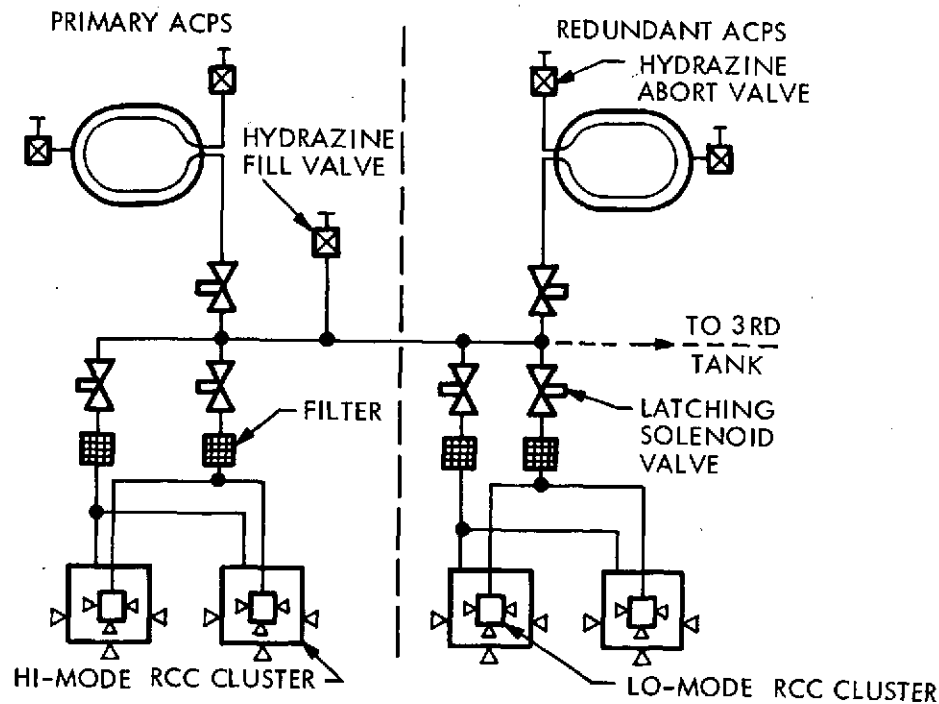 PRIMARY ACPS
REDUNDANT ACPS
HYDRAZINE
ABORT VALVE
HYDRAZINE
FILL VALVE
TO 3RD
TANK
FILTER
LATCHING
SOLENOID
VALVE
HI-MODE RCC CLUSTER
LO-MODE RCC CLUSTER